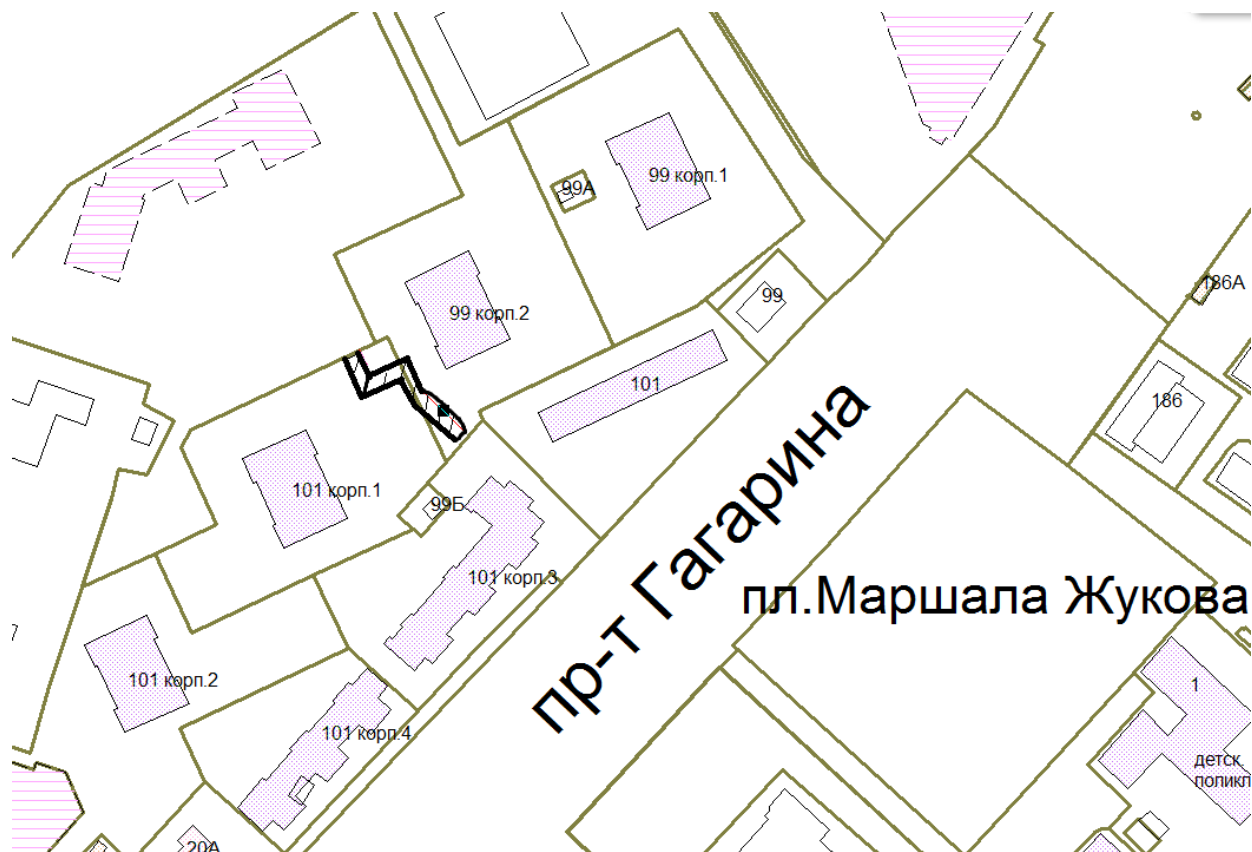 99 корп.1
99А
186А
99
99 корп.2
101
186
101 корп.1
99Б
101 корп.3
пр-т Гагарина
пл.Маршала Жукова
101 корп.2
1
101 корп.4
детск.
поликл
20А